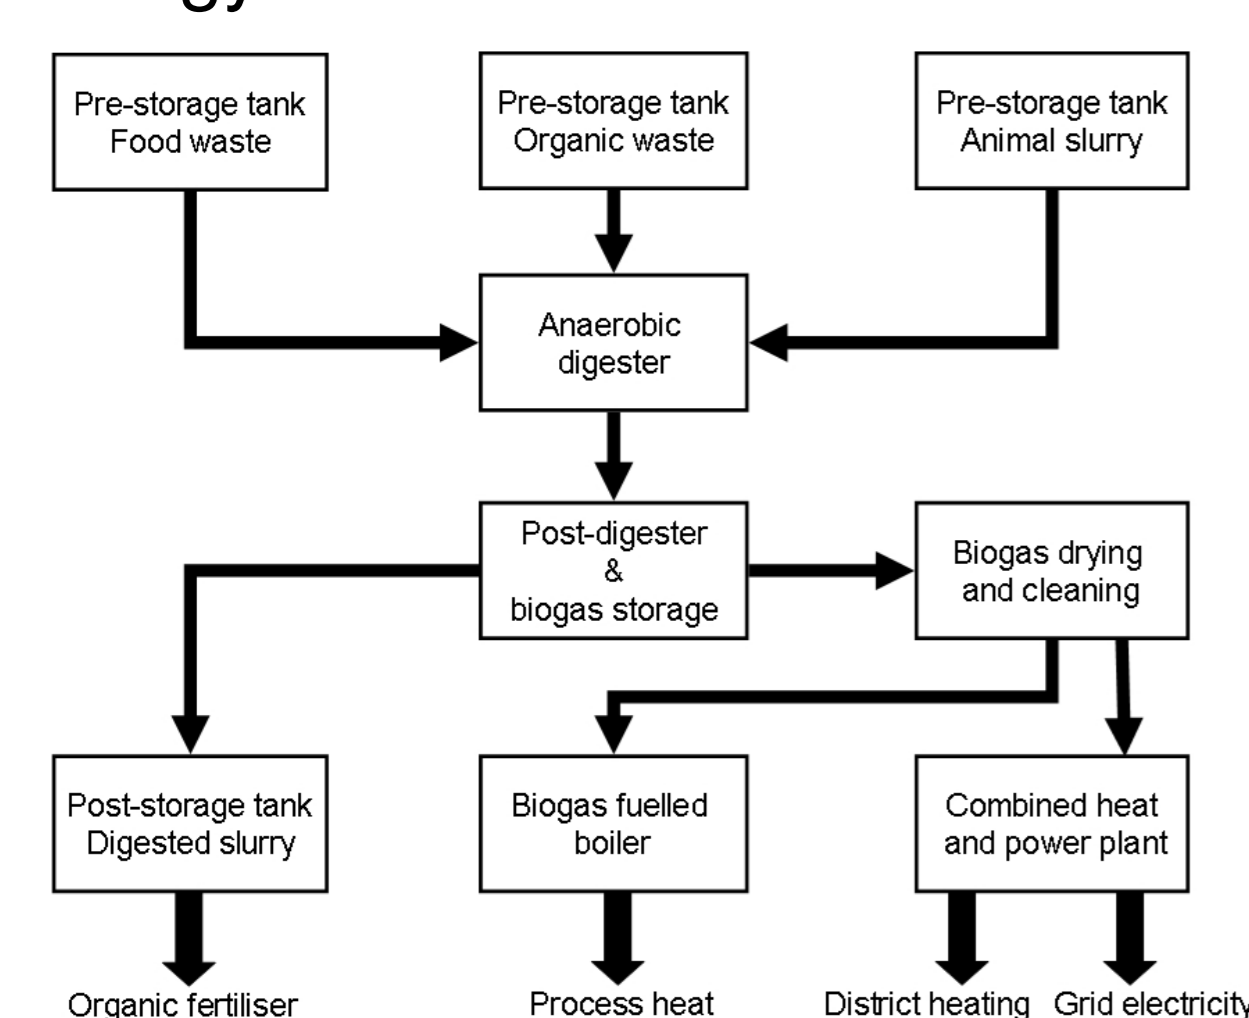 Pre-storage tank
Food waste
Pre-storage tank
Organic waste
Pre-storage tank
Animal slurry
Anaerobic
digester
Post-digester
&
biogas storage
Biogas drying
and cleaning
Post-storage tank
Digested slurry
Biogas fuelled
boiler
Combined heat
and power plant
Organic fertiliser
Process heat
District heating
Grid electricity